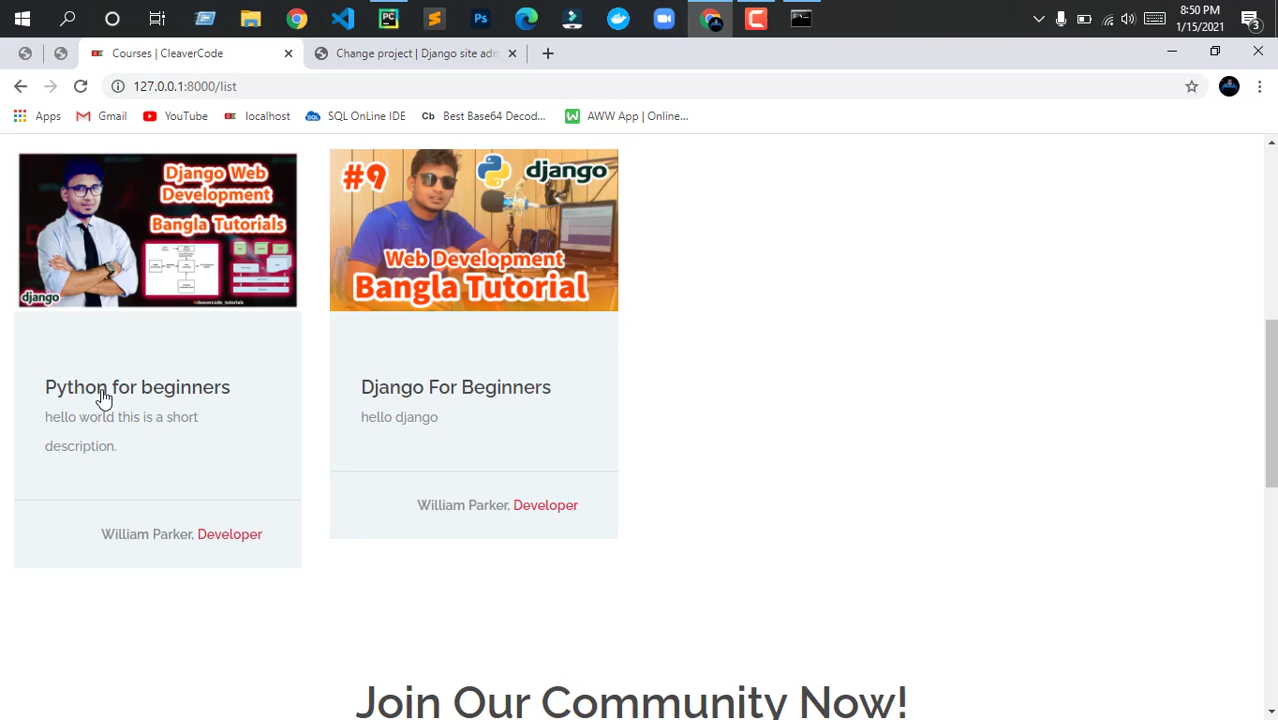 8:50 PM
1/15/2021
3
Courses | CleaverCode
Change project | Django site adm
127.0.0.1:8000/list
Apps
Gmail
YouTube
localhost
SQL OnLine IDE
Cb Best Base64 Decod...
AWW App | Online...
Django Web
Development
Bangla Tutorials
django
#9
django
Web Development
Bangla Tutorial
Python for beginners
hello world this is a short
description.
William Parker, Developer
Django For Beginners
hello django
William Parker, Developer
Join Our Community Now!